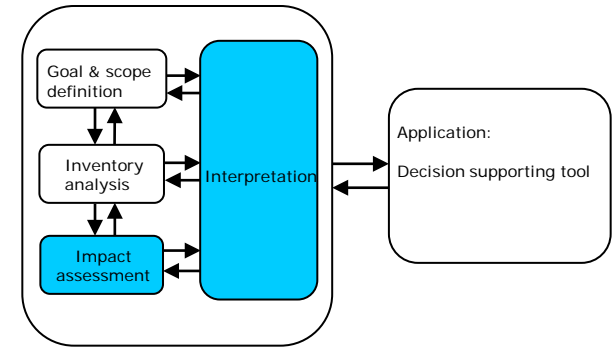 Goal & scope
definition
Inventory
analysis
Impact
assessment
Interpretation
Application:
Decision supporting tool